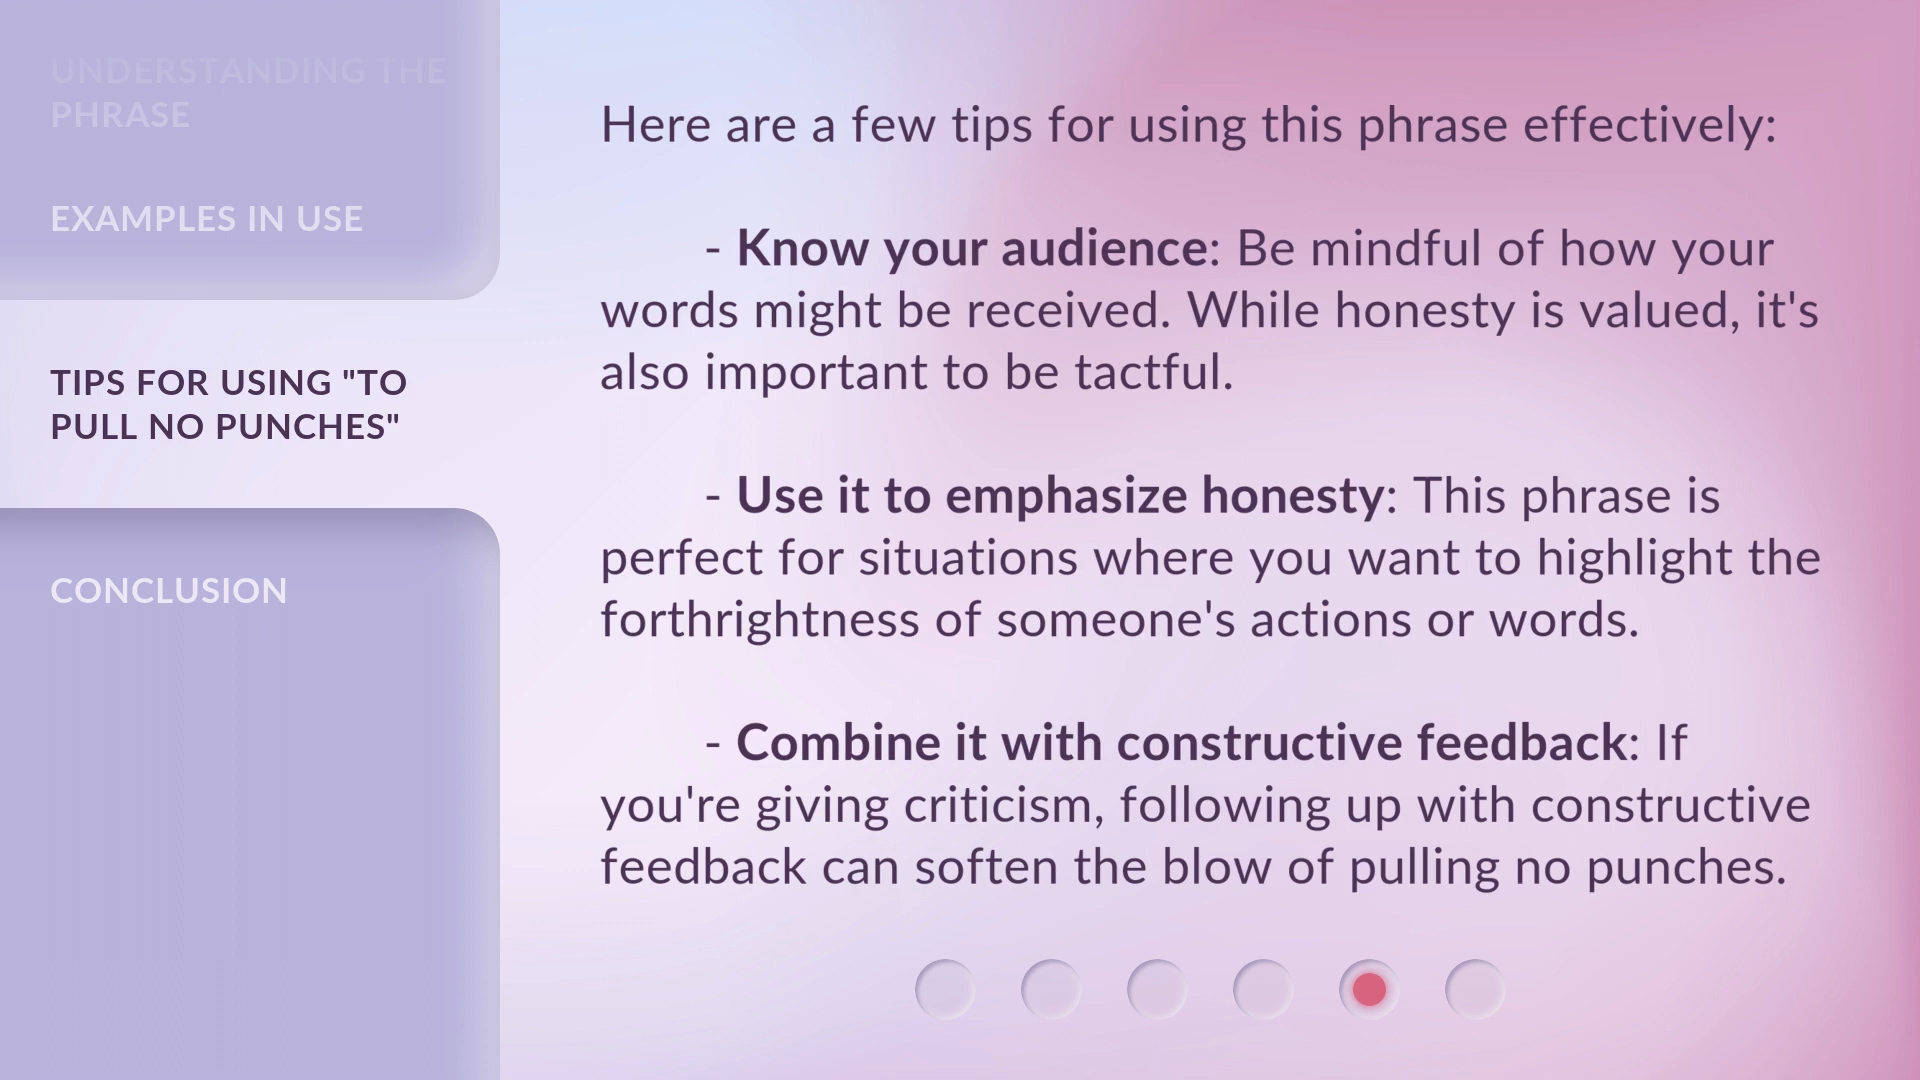 UNDERSTANDING THE
PHRASE
EXAMPLES IN USE
TIPS FOR USING "TO
PULL NO PUNCHES"
CONCLUSION
Here are a few tips for using this phrase effectively:
- Know your audience: Be mindful of how your
words might be received. While honesty is valued, it's
also important to be tactful.
- Use it to emphasize honesty: This phrase is
perfect for situations where you want to highlight the
forthrightness of someone's actions or words.
- Combine it with constructive feedback: If
you're giving criticism, following up with constructive
feedback can soften the blow of pulling no punches.